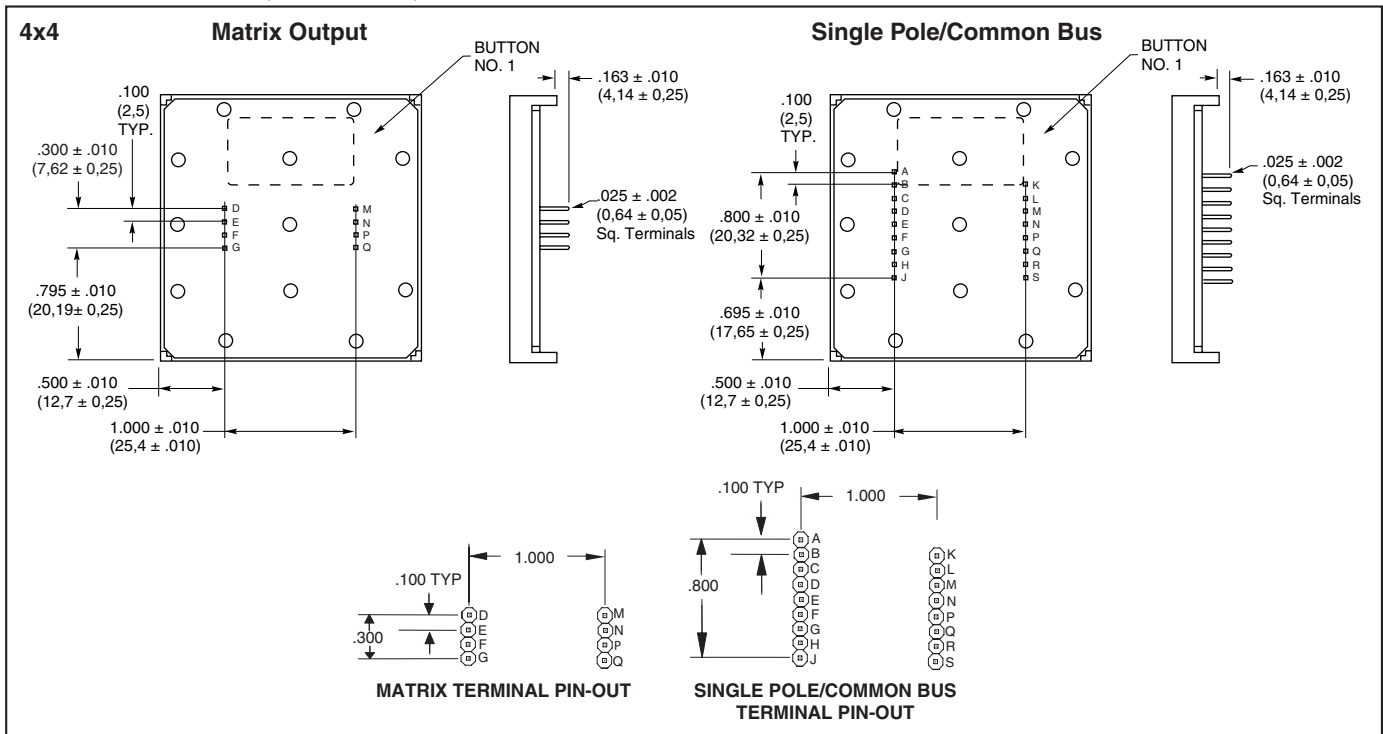 4x4
Matrix Output
BUTTON
NO. 1
.100
(2,5)
TYP.
.163 ± .010
(4,14 ± 0,25)
.300 ± .010
(7,62 ± 0,25)
D
E
F
G
M
N
P
Q
.025 ± .002
(0,64 ± 0,05)
Sq. Terminals
.795 ± .010
(20,19± 0,25)
.500 ± .010
(12,7 ± 0,25)
1.000 ± .010
(25,4 ± .010)
Single Pole/Common Bus
BUTTON
NO. 1
.100
(2,5)
TYP.
.163 ± .010
(4,14 ± 0,25)
A
B
C
D
E
F
G
H
J
K
L
M
N
P
Q
R
S
.025 ± .002
(0,64 ± 0,05)
Sq. Terminals
.800 ± .010
(20,32 ± 0,25)
.695 ± .010
(17,65 ± 0,25)
.500 ± .010
(12,7 ± 0,25)
1.000 ± .010
(25,4 ± .010)
1.000
.100 TYP
.300
D
E
F
G
M
N
P
Q
MATRIX TERMINAL PIN-OUT
.100 TYP
1.000
.800
A
B
C
D
E
F
G
H
J
K
L
M
N
P
Q
R
S
SINGLE POLE/COMMON BUS
TERMINAL PIN-OUT